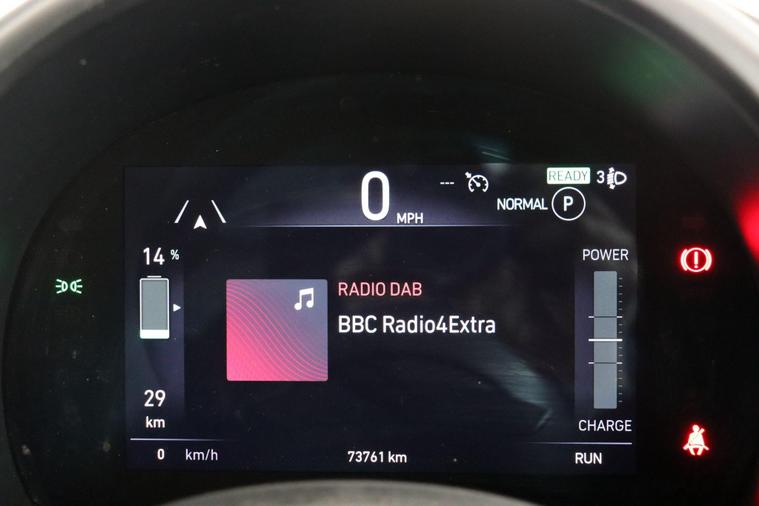 0 MPH
---
READY 3
NORMAL P
14 %
POWER
RADIO DAB
BBC Radio4Extra
29
km
CHARGE
0 km/h
73761 km
RUN